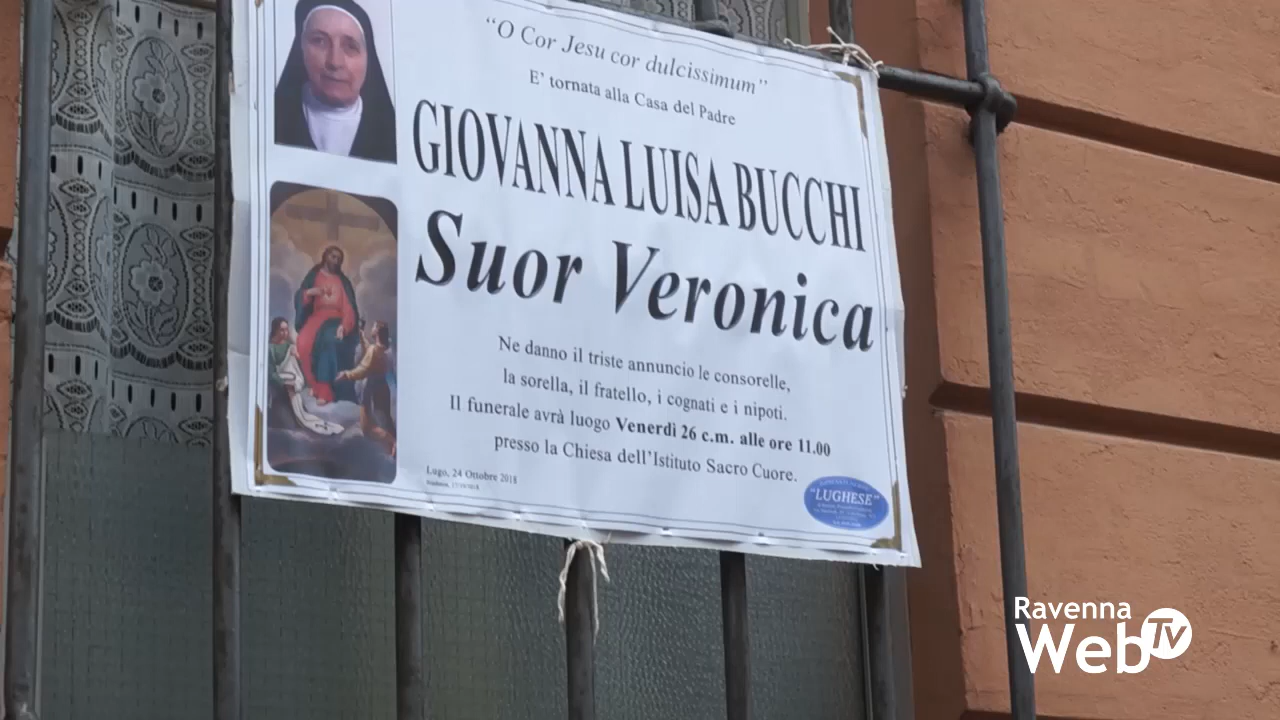 “O Cor Jesu cor dulcissimum”
E' tornata alla Casa del Padre
GIOVANNA LUISA BUCCHI
Suor Veronica
Ne danno il triste annuncio le consorelle,
la sorella, il fratello, i cognati e i nipoti.
Il funerale avrà luogo Venerdì 26 c.m. alle ore 11.00
presso la Chiesa dell'Istituto Sacro Cuore.
Lugo, 24 Ottobre 2018
"LUGHESE"
Ravenna
WebTV